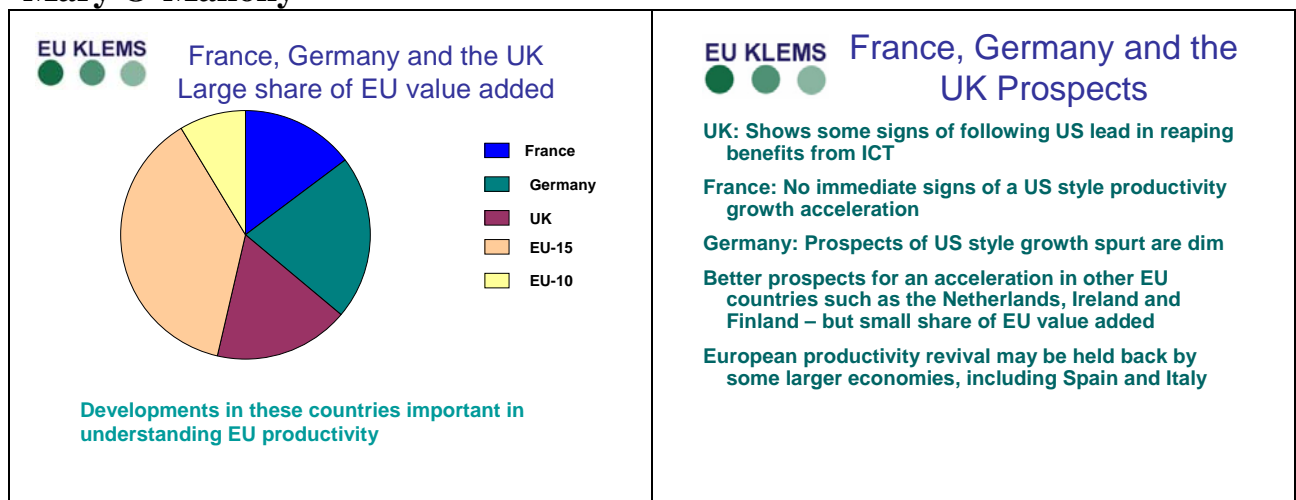 Mary O'Mahony
EU KLEMS
France, Germany and the UK
Large share of EU value added
France
Germany
UK
EU-15
EU-10
Developments in these countries important in
understanding EU productivity
EU KLEMS
France, Germany and the
UK Prospects
UK: Shows some signs of following US lead in reaping
benefits from ICT
France: No immediate signs of a US style productivity
growth acceleration
Germany: Prospects of US style growth spurt are dim
Better prospects for an acceleration in other EU
countries such as the Netherlands, Ireland and
Finland – but small share of EU value added
European productivity revival may be held back by
some larger economies, including Spain and Italy